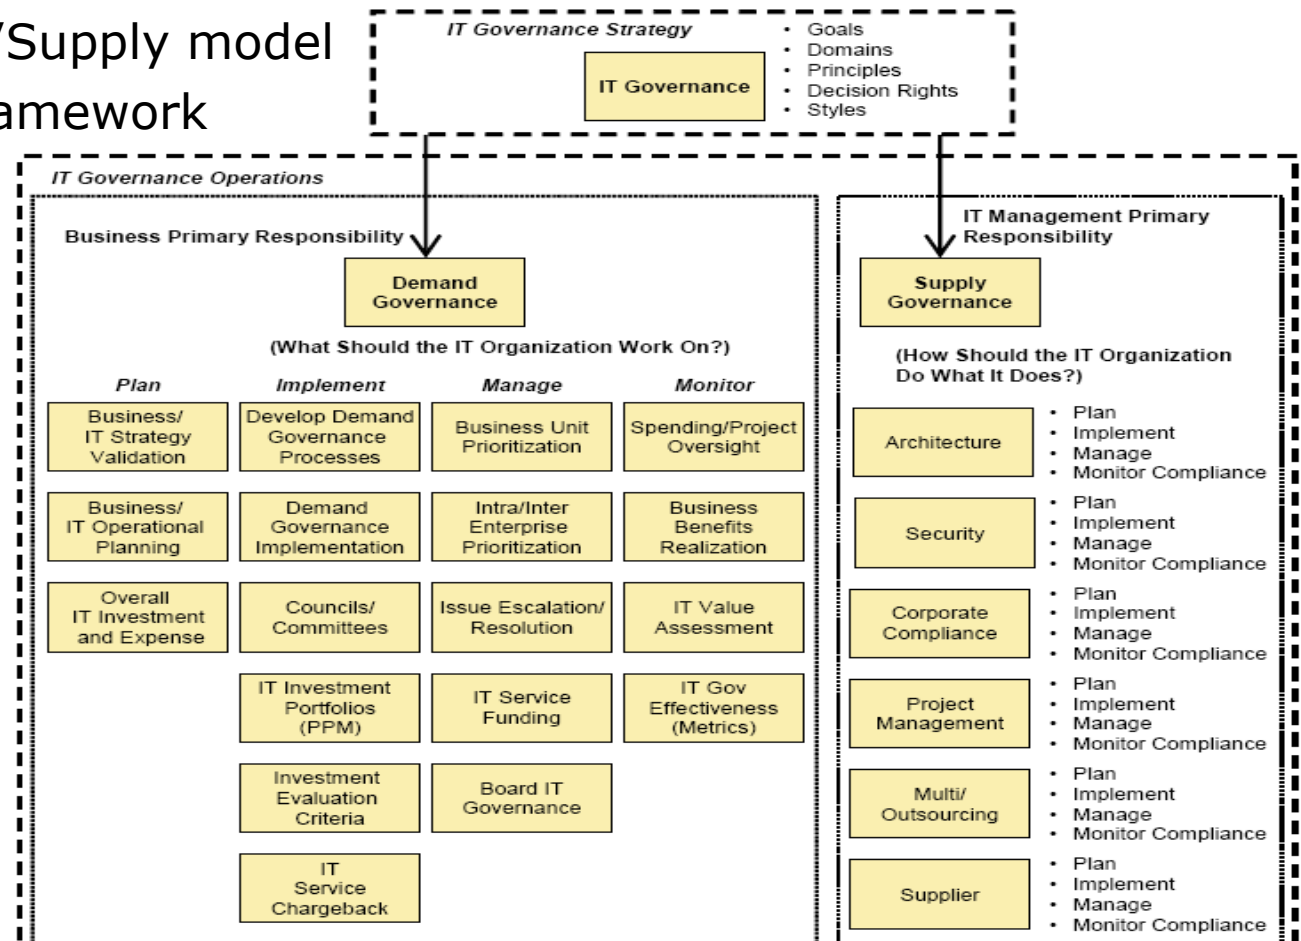 /Supply model
amework
IT Governance Strategy
IT Governance
• Goals
• Domains
• Principles
• Decision Rights
• Styles
IT Governance Operations
Business Primary Responsibility
Demand
Governance
(What Should the IT Organization Work On?)
Plan
Implement
Manage
Monitor
Business/
IT Strategy
Validation
Develop Demand
Governance
Processes
Business Unit
Prioritization
Spending/Project
Oversight
Business/
IT Operational
Planning
Demand
Governance
Implementation
Intra/Inter
Enterprise
Prioritization
Business
Benefits
Realization
Overall
IT Investment
and Expense
Councils/
Committees
Issue Escalation/
Resolution
IT Value
Assessment
IT Investment
Portfolios
(PPM)
IT Service
Funding
IT Gov
Effectiveness
(Metrics)
Investment
Evaluation
Criteria
Board IT
Governance
IT
Service
Chargeback
IT Management Primary
Responsibility
Supply
Governance
(How Should the IT Organization
Do What It Does?)
Architecture
• Plan
• Implement
• Manage
• Monitor Compliance
Security
• Plan
• Implement
• Manage
• Monitor Compliance
Corporate
Compliance
• Plan
• Implement
• Manage
• Monitor Compliance
Project
Management
• Plan
• Implement
• Manage
• Monitor Compliance
Multi/
Outsourcing
• Plan
• Implement
• Manage
• Monitor Compliance
Supplier
• Plan
• Implement
• Manage
• Monitor Compliance